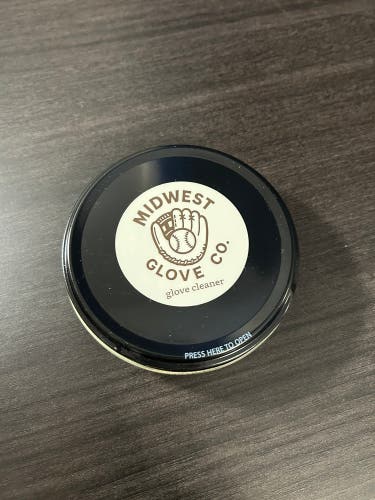 MIDWEST
GLOVE CO.
glove cleaner
PRESS HERE TO OPEN